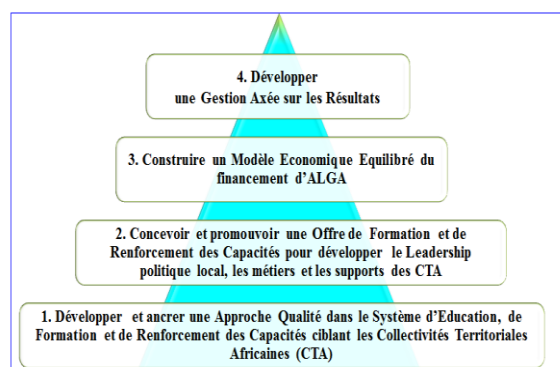 4. Développer
une Gestion Axée sur les Résultats
3. Construire un Modèle Economique Equilibré du
financement d’ALGA
2. Concevoir et promouvoir une Offre de Formation et de
Renforcement des Capacités pour développer le Leadership
politique local, les métiers et les supports des CTA
1. Développer et ancrer une Approche Qualité dans le Système d’Education, de
Formation et de Renforcement des Capacités ciblant les Collectivités Territoriales
Africaines (CTA)